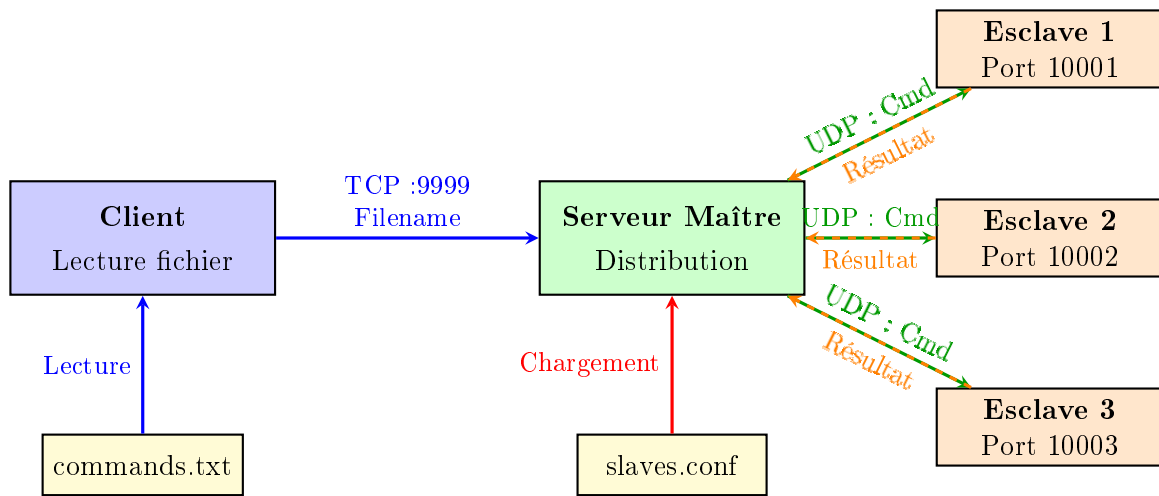 Esclave 1
Port 10001
UDP : Cmd
Résultat
TCP :9999
Filename
Client
Lecture fichier
Serveur Maître
Distribution
UDP : Cmd
Résultat
Esclave 2
Port 10002
UDP : Cmd
Résultat
Lecture
Chargement
Esclave 3
Port 10003
commands.txt
slaves.conf